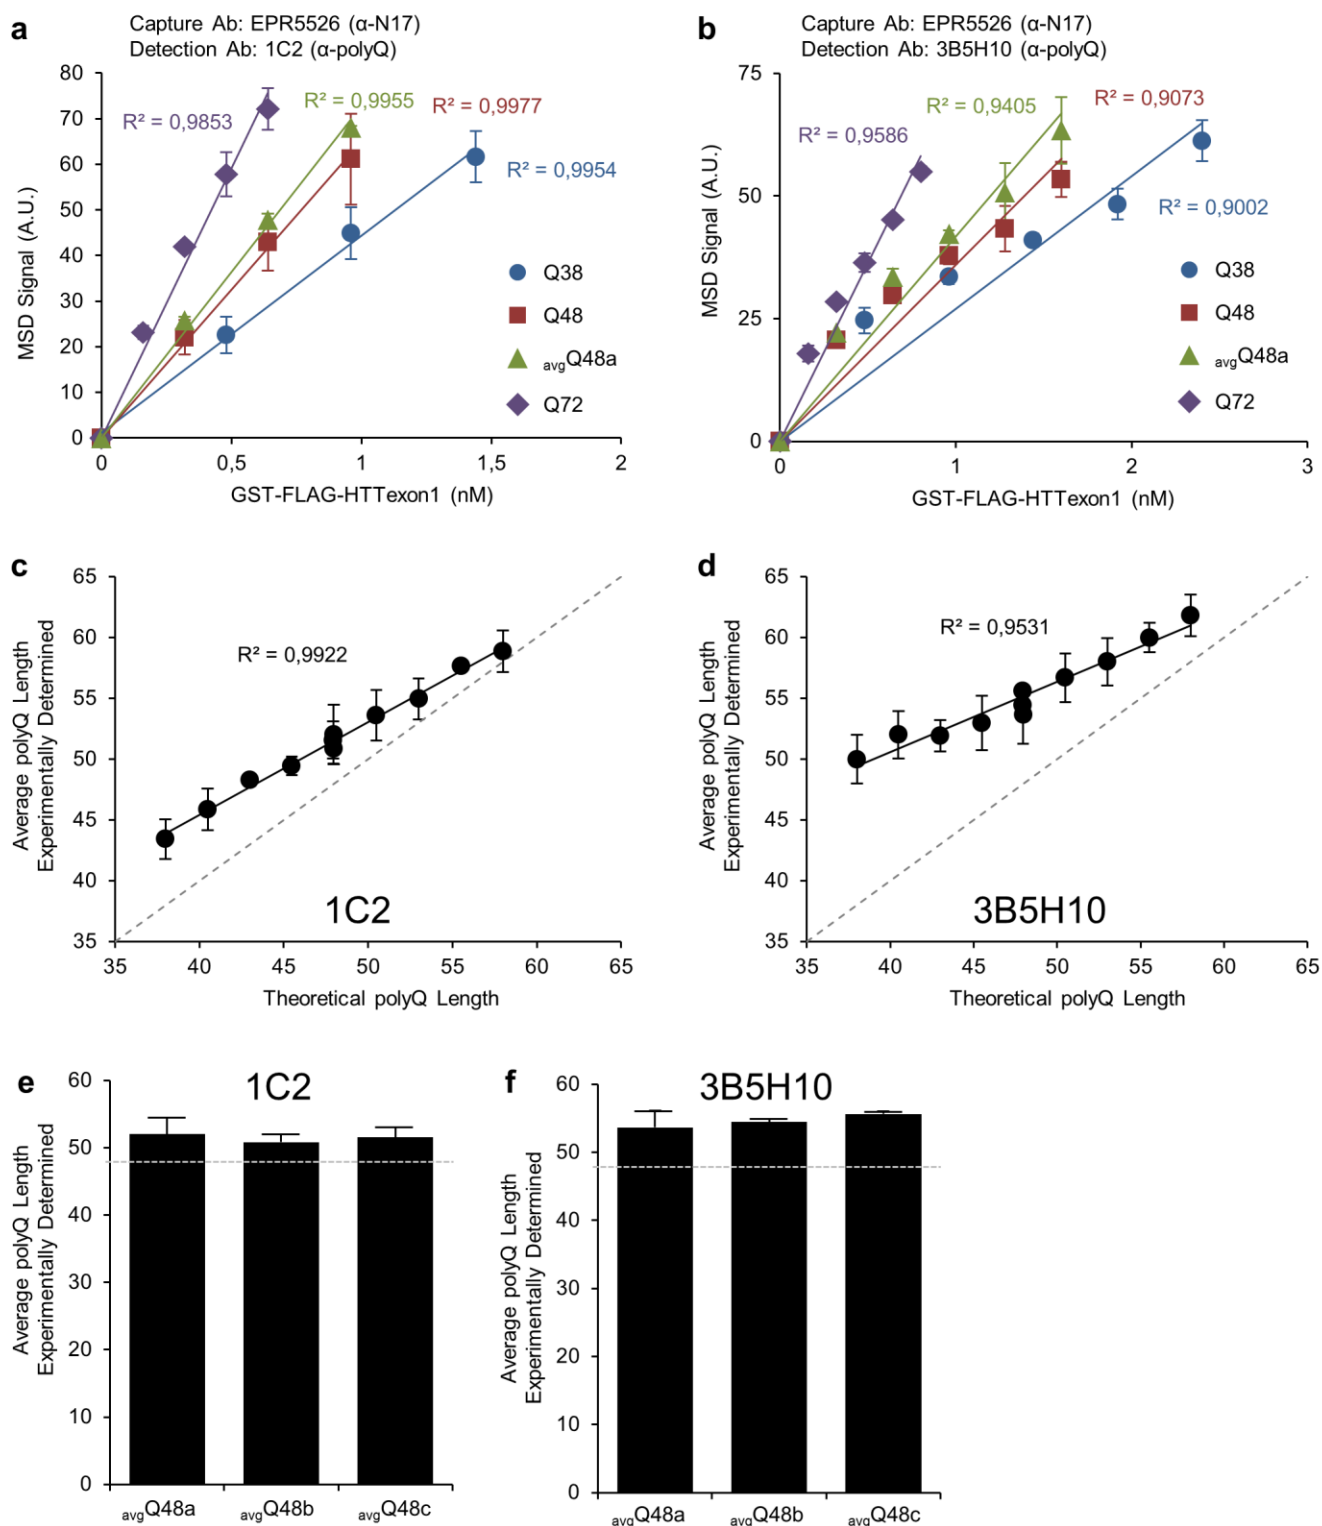 a
Capture Ab: EPR5526 (α-N17)
Detection Ab: 1C2 (α-polyQ)
80
70
60
50
40
30
20
10
0
MSD Signal (A.U.)
R² = 0,9853
R² = 0,9955
R² = 0,9977
R² = 0,9954
Q38
Q48
avgQ48a
Q72
0
0,5
1
1,5
2
GST-FLAG-HTTexon1 (nM)
b
Capture Ab: EPR5526 (α-N17)
Detection Ab: 3B5H10 (α-polyQ)
75
50
25
0
MSD Signal (A.U.)
R² = 0,9586
R² = 0,9405
R² = 0,9073
R² = 0,9002
Q38
Q48
avgQ48a
Q72
0
1
2
3
GST-FLAG-HTTexon1 (nM)
c
65
60
55
50
45
40
35
Average polyQ Length
Experimentally Determined
R² = 0,9922
1C2
35
40
45
50
55
60
65
Theoretical polyQ Length
d
65
60
55
50
45
40
35
Average polyQ Length
Experimentally Determined
R² = 0,9531
3B5H10
35
40
45
50
55
60
65
Theoretical polyQ Length
e
1C2
60
50
40
30
20
10
0
Average polyQ Length
Experimentally Determined
avgQ48a
avgQ48b
avgQ48c
f
3B5H10
60
50
40
30
20
10
0
Average polyQ Length
Experimentally Determined
avgQ48a
avgQ48b
avgQ48c